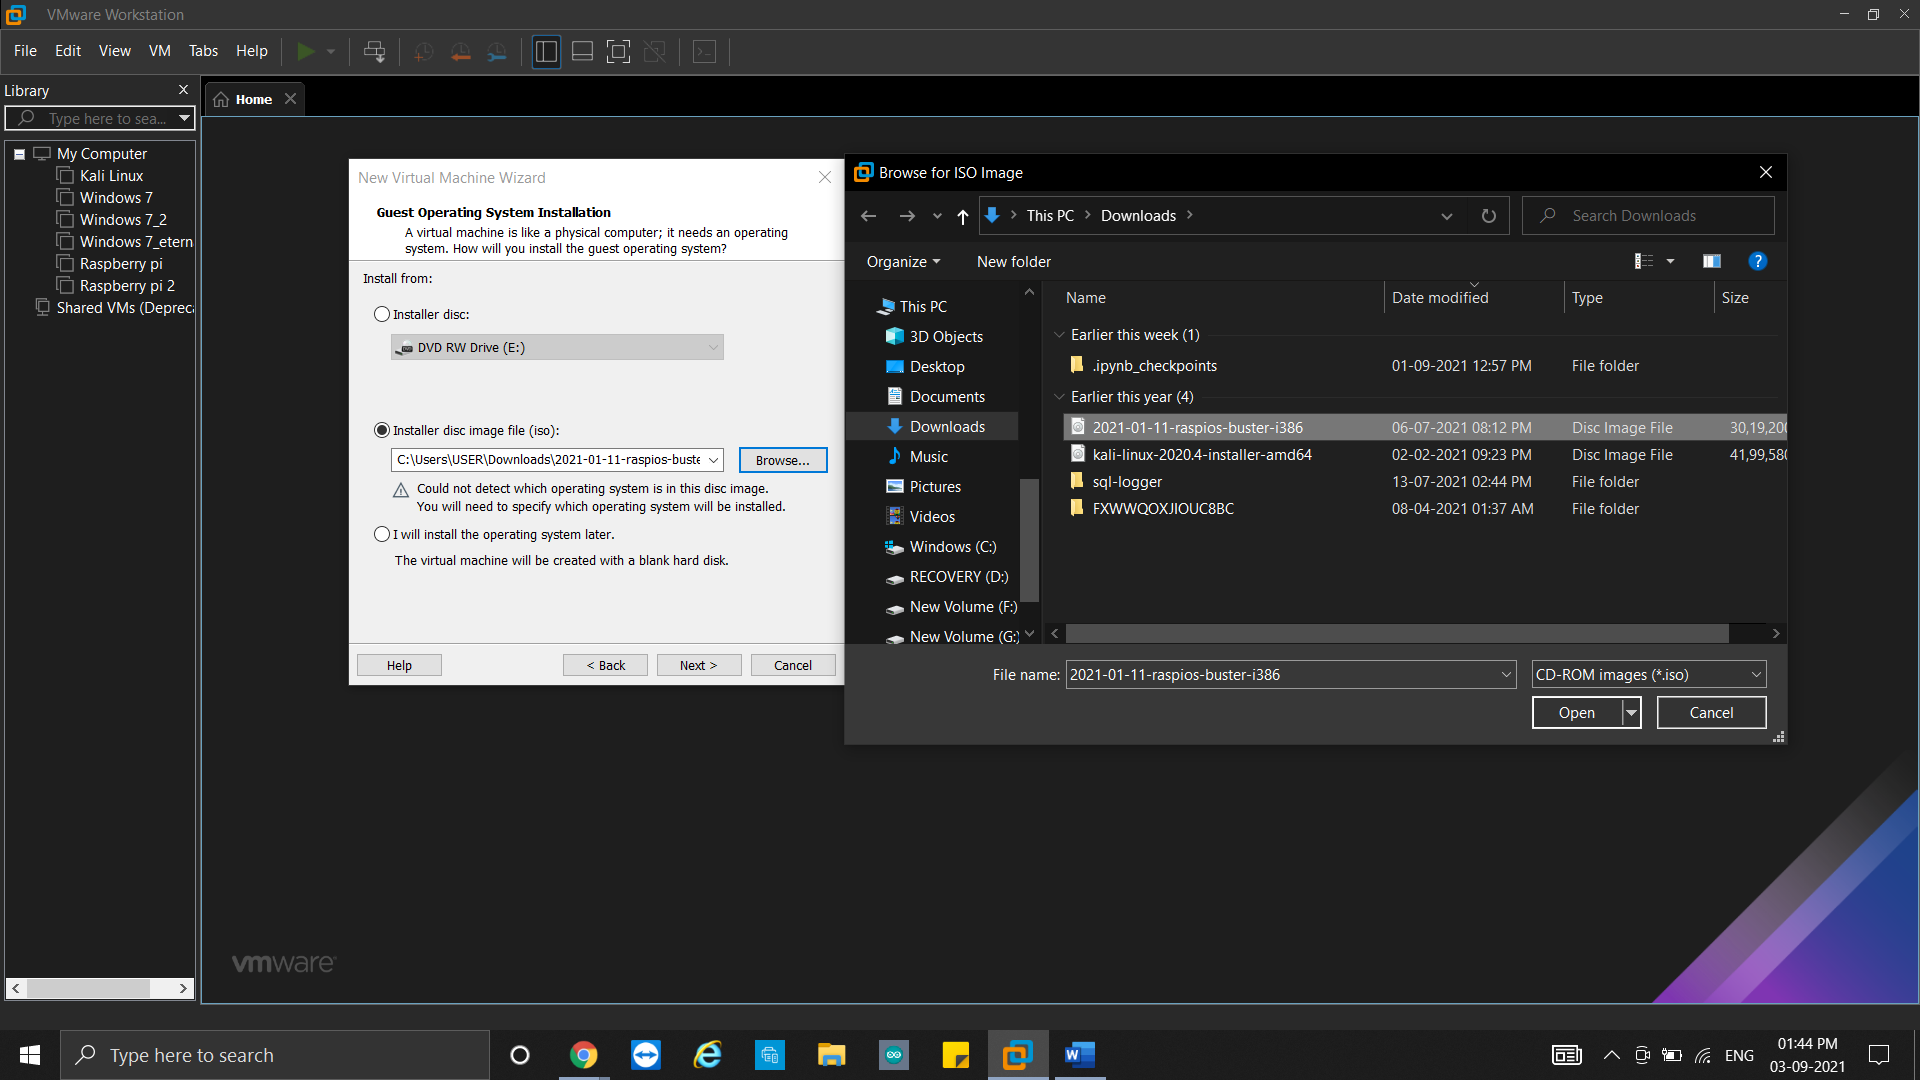 VMware Workstation
File Edit View VM Tabs Help
Library
Type here to sea...
My Computer
Kali Linux
Windows 7
Windows 7_2
Windows 7_etern
Raspberry pi
Raspberry pi 2
Shared VMs (Depreca
Home
New Virtual Machine Wizard
Guest Operating System Installation
A virtual machine is like a physical computer; it needs an operating
system. How will you install the guest operating system?
Install from:
Installer disc:
DVD RW Drive (E:)
Installer disc image file (iso):
C:\Users\USER\Downloads\2021-01-11-raspios-buste
Browse...
Could not detect which operating system is in this disc image.
You will need to specify which operating system will be installed.
I will install the operating system later.
The virtual machine will be created with a blank hard disk.
Help < Back Next > Cancel
Browse for ISO Image
This PC > Downloads >
Search Downloads
Organize New folder
This PC
3D Objects
Desktop
Documents
Downloads
Music
Pictures
Videos
Windows (C:)
RECOVERY (D:)
New Volume (F:)
New Volume (G:)
Name Date modified Type Size
Earlier this week (1)
.ipynb_checkpoints 01-09-2021 12:57 PM File folder
Earlier this year (4)
2021-01-11-raspios-buster-i386 06-07-2021 08:12 PM Disc Image File 30,19,200
kali-linux-2020.4-installer-amd64 02-02-2021 09:23 PM Disc Image File 41,99,580
sql-logger 13-07-2021 02:44 PM File folder
FXWWQOXJIOUC8BC 08-04-2021 01:37 AM File folder
File name: 2021-01-11-raspios-buster-i386 CD-ROM images (*.iso)
Open Cancel
vmware
Type here to search
ENG
01:44 PM
03-09-2021